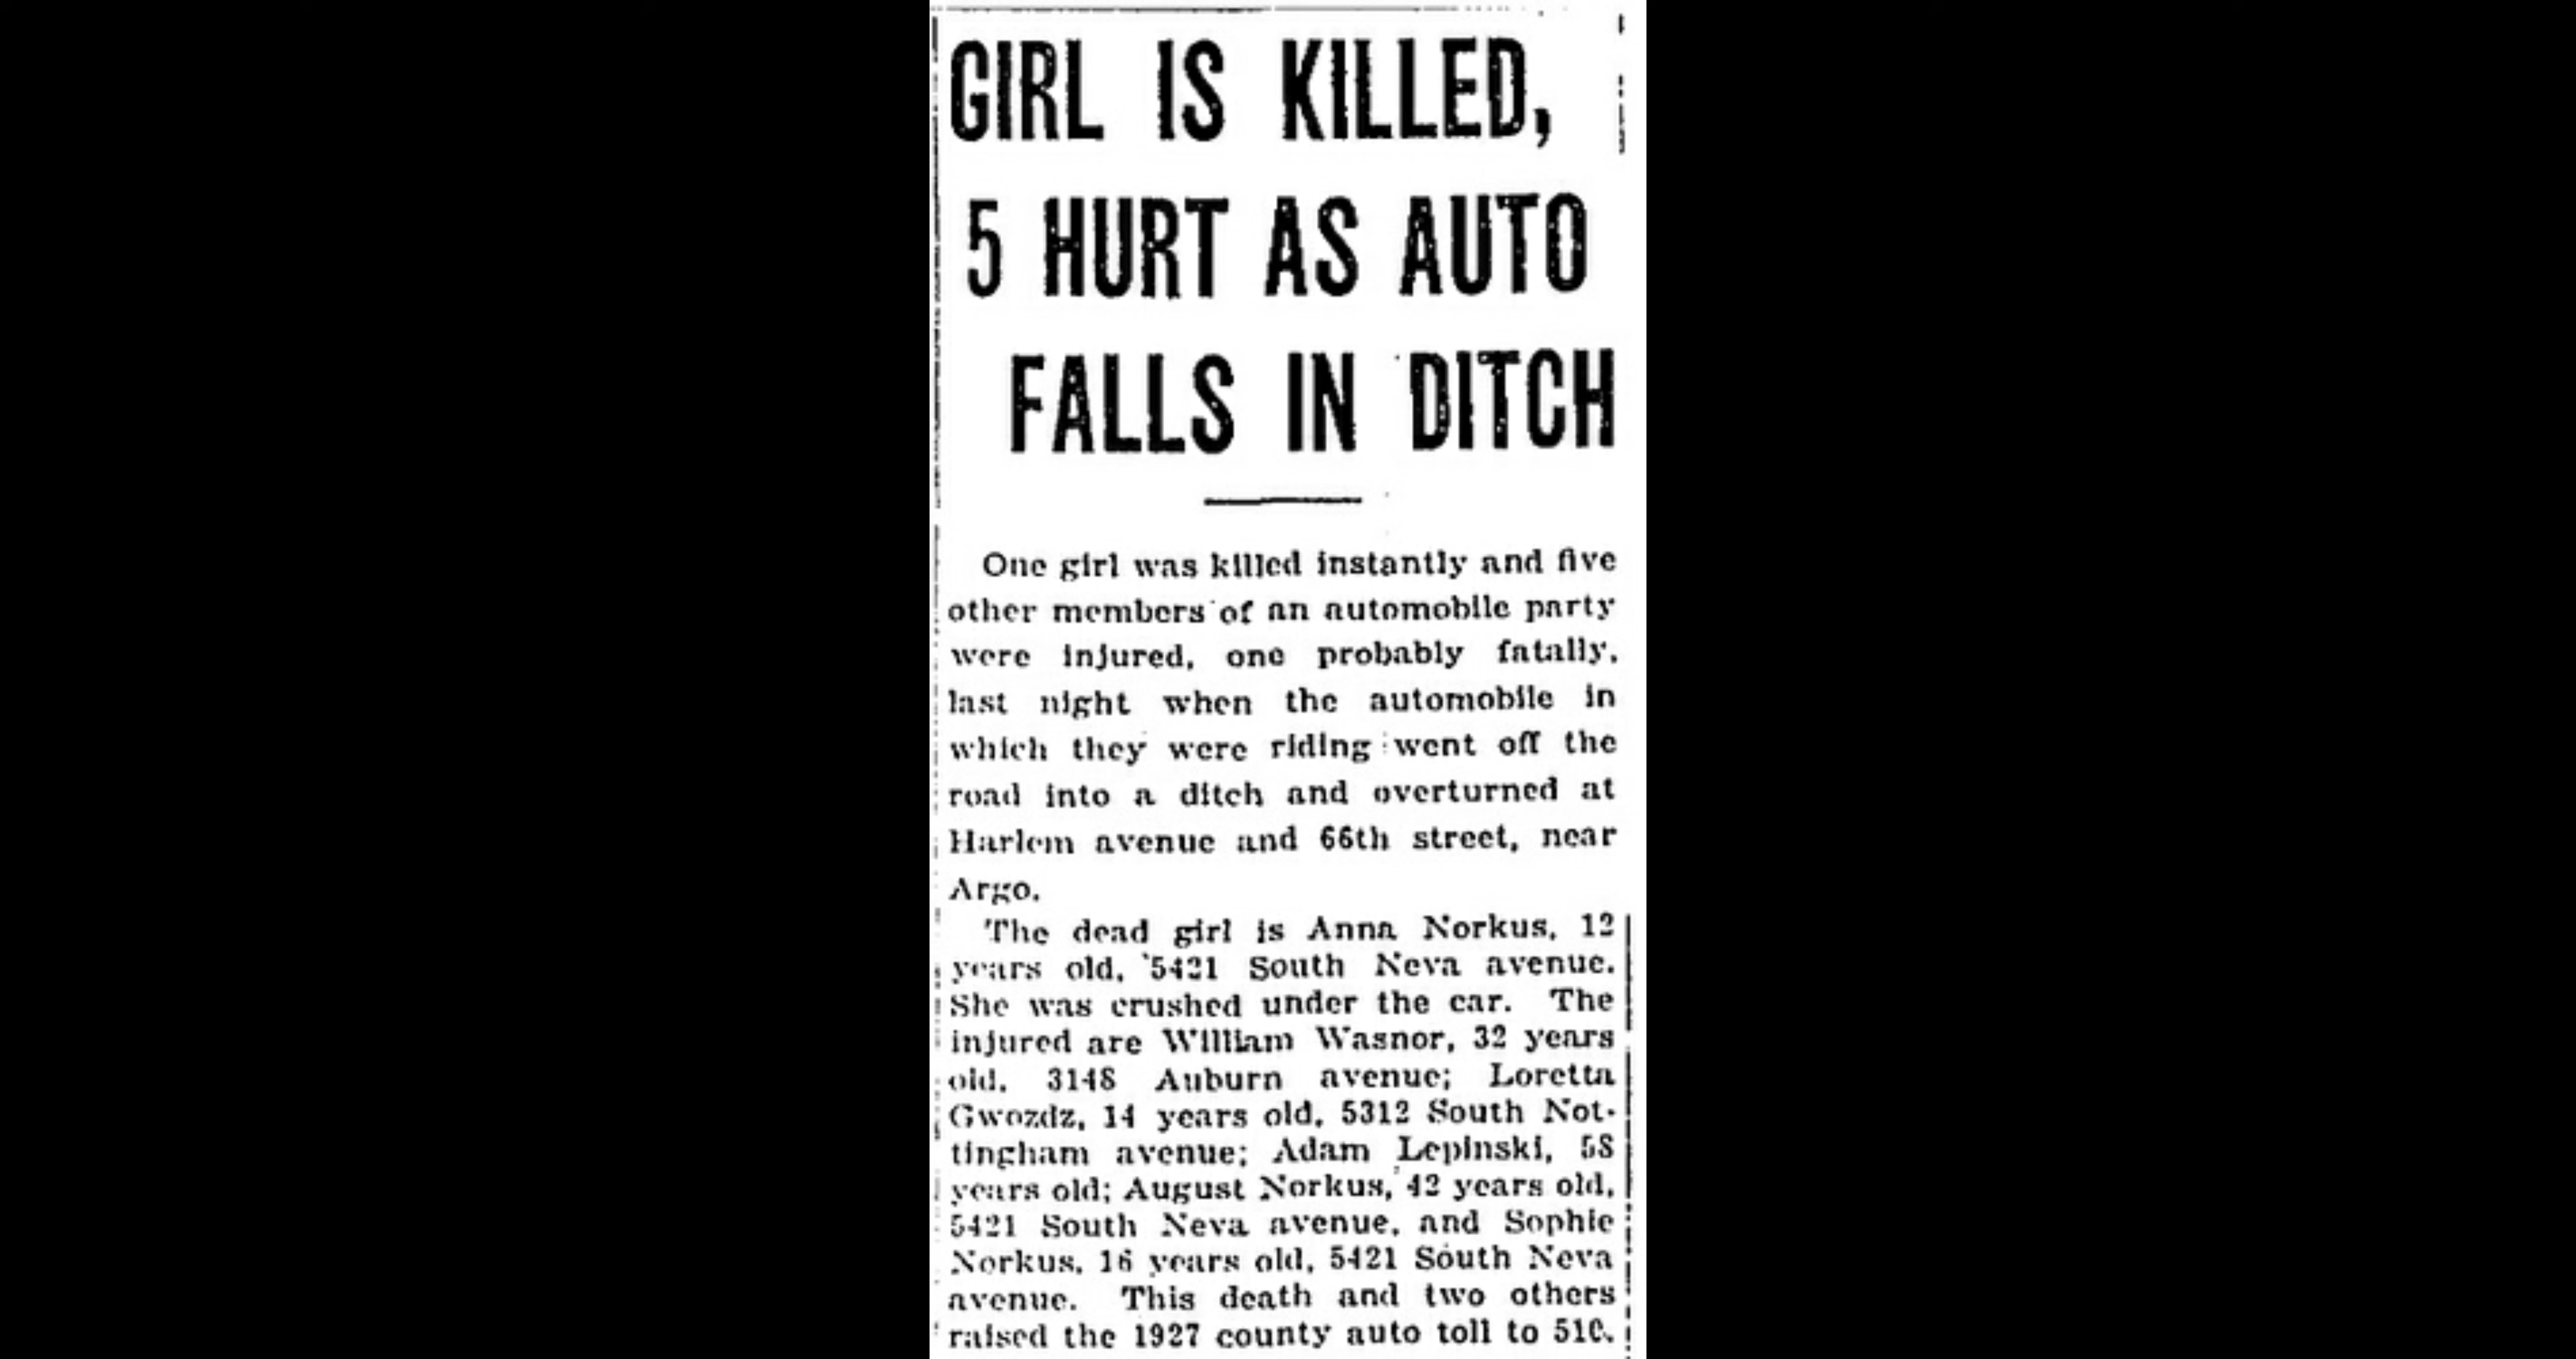 GIRL IS KILLED,
5 HURT AS AUTO
FALLS IN DITCH
One girl was killed instantly and five
other members of an automobile party
were injured, one probably fatally,
last night when the automobile in
which they were riding went off the
road into a ditch and overturned at
Harlem avenue and 66th street, near
Argo.
The dead girl is Anna Norkus, 12
years old, 5421 South Neva avenue.
She was crushed under the car. The
injured are William Wasnor, 32 years
old, 3148 Auburn avenue; Loretta
Gwozdz, 14 years old, 5312 South Not-
tingham avenue; Adam Lepinski, 58
years old; August Norkus, 42 years old,
5421 South Neva avenue, and Sophie
Norkus, 16 years old, 5421 South Neva
avenue. This death and two others
raised the 1927 county auto toll to 510.